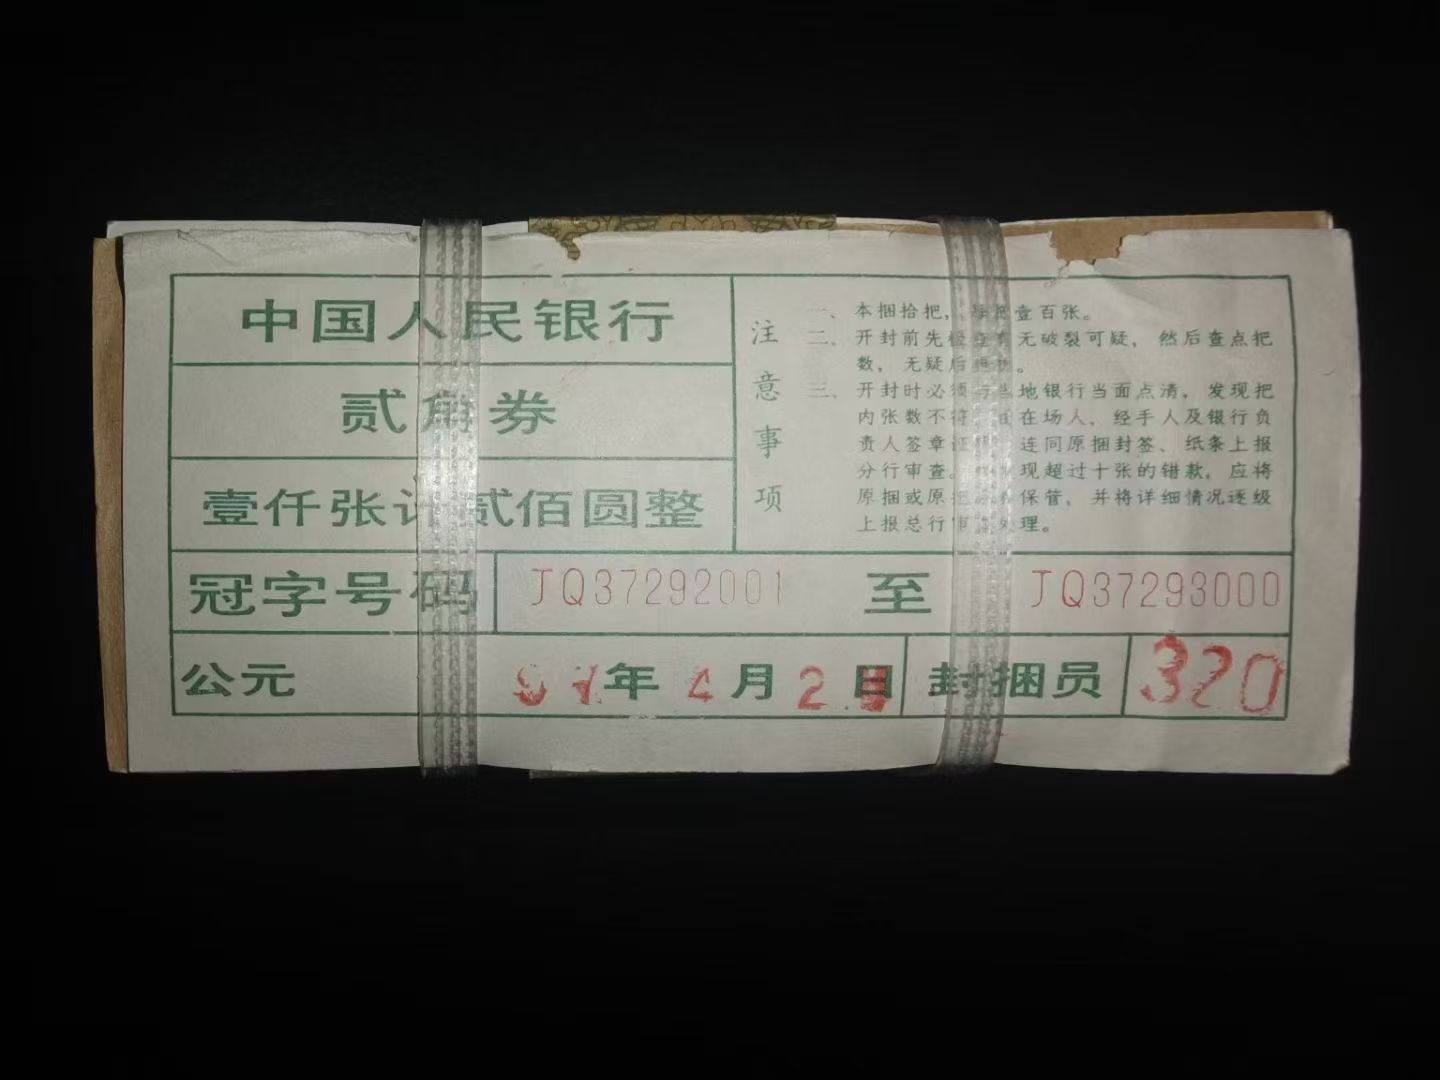 中国人民银行
贰角券
壹仟张计贰佰圆整
注意事项
一、本捆拾把，每把壹百张。
二、开封前先检查有无破裂可疑，然后查点把
数，无疑后再拆。
三、开封时必须与当地银行当面点清，发现把
内张数不符，由在场人、经手人及银行负
责人签章证明，连同原捆封签、纸条上报
分行审查。如发现超过十张的错款，应将
原捆或原把妥为保管，并将详细情况逐级
上报总行审查处理。
冠字号码 JQ37292001 至 JQ37293000
公元 年 4月2 日 封捆员 320